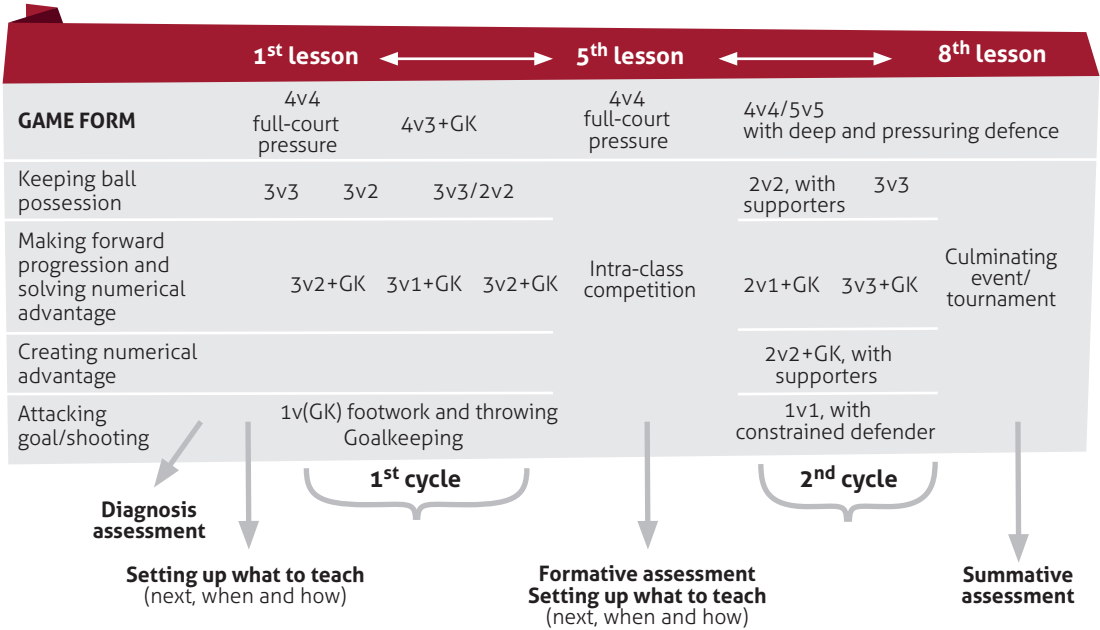 1st lesson 5th lesson 8th lesson
GAME FORM
4v4
full-court
pressure
4v3+GK
4v4
full-court
pressure
4v4/5v5
with deep and pressuring defence
Keeping ball
possession
3v3 3v2 3v3/2v2
2v2, with
supporters
3v3
Making forward
progression and
solving numerical
advantage
3v2+GK 3v1+GK 3v2+GK
Intra-class
competition
2v1+GK 3v3+GK
Culminating
event/
tournament
Creating numerical
advantage
2v2+GK, with
supporters
Attacking
goal/shooting
1v(GK) footwork and throwing
Goalkeeping
1v1, with
constrained defender
1st cycle
2nd cycle
Diagnosis
assessment
Setting up what to teach
(next, when and how)
Formative assessment
Setting up what to teach
(next, when and how)
Summative
assessment